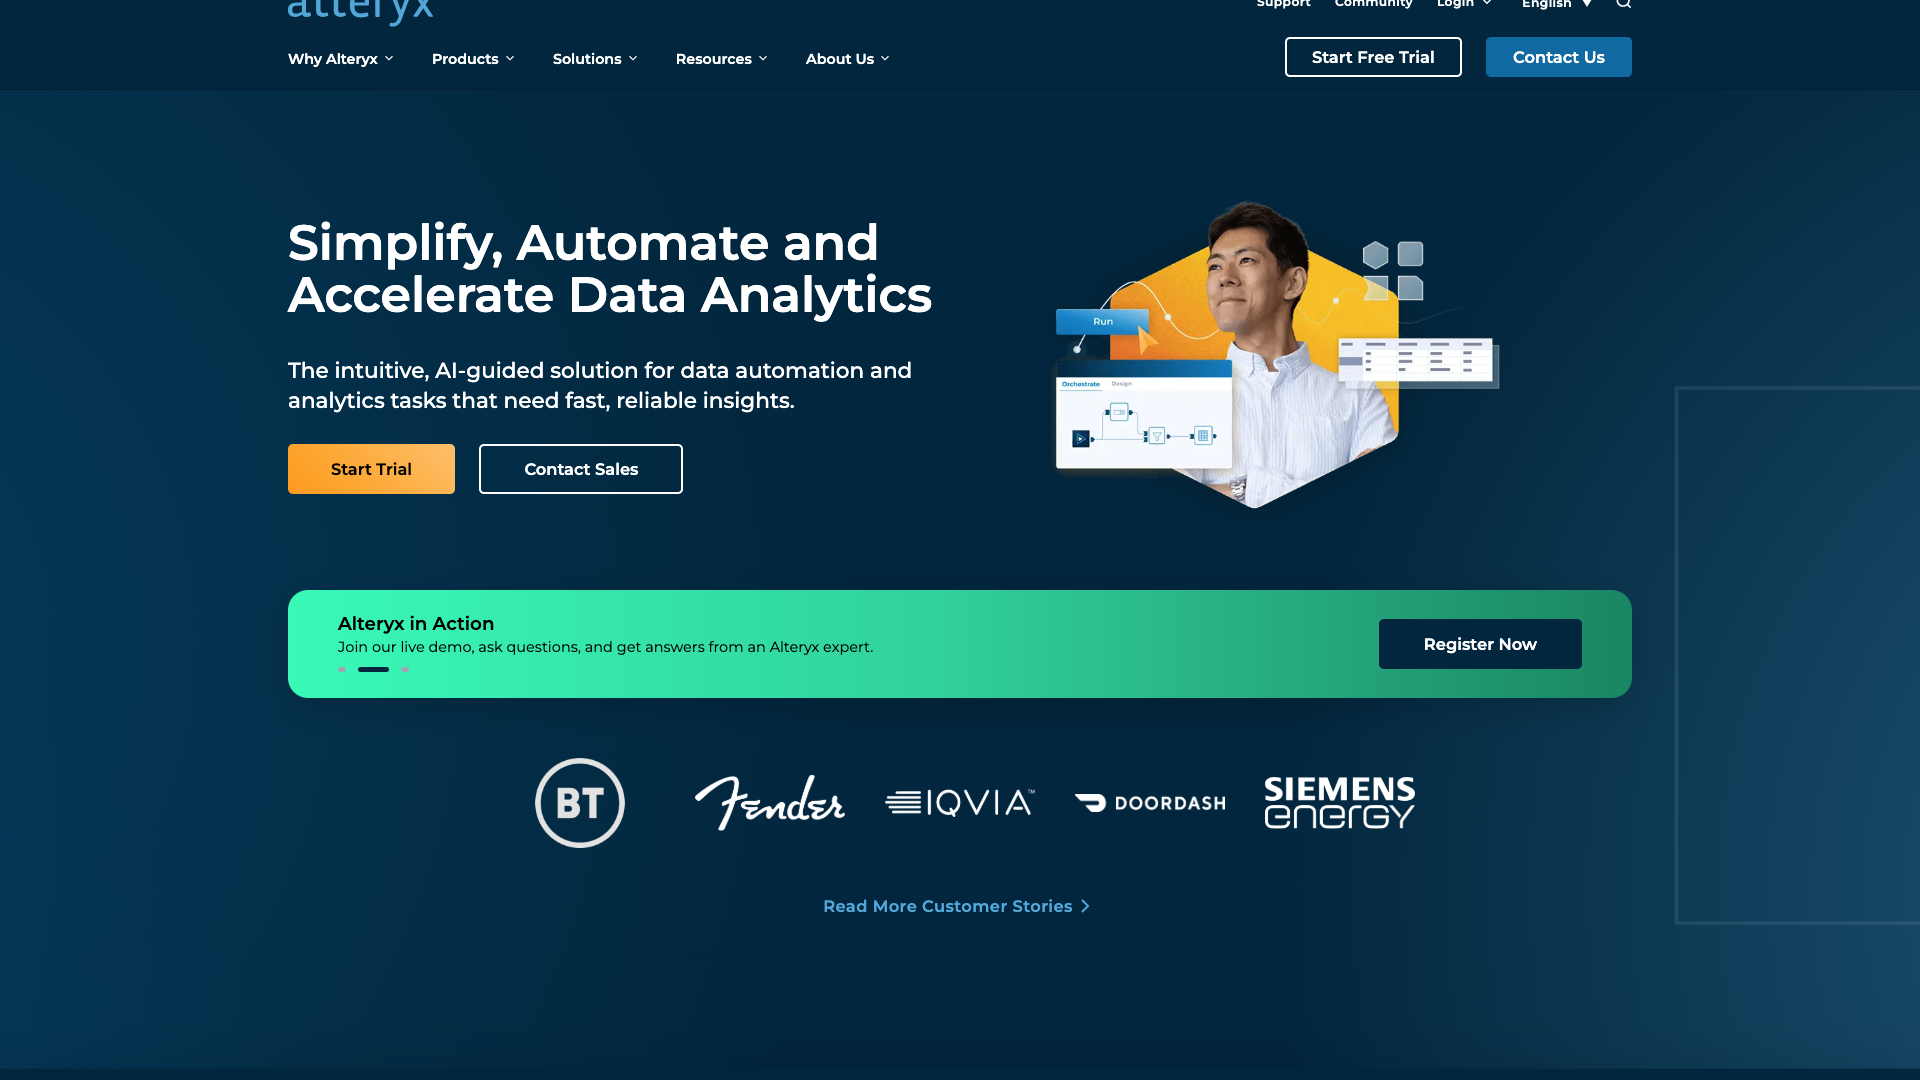 alteryx
Support Community Login English
Why Alteryx Products Solutions Resources About Us
Start Free Trial Contact Us
Simplify, Automate and
Accelerate Data Analytics
The intuitive, AI-guided solution for data automation and
analytics tasks that need fast, reliable insights.
Start Trial Contact Sales
Run
Orchestrate Design
Alteryx in Action
Join our live demo, ask questions, and get answers from an Alteryx expert.
Register Now
BT
Fender
IQVIA™
DOORDASH
SIEMENS
energy
Read More Customer Stories